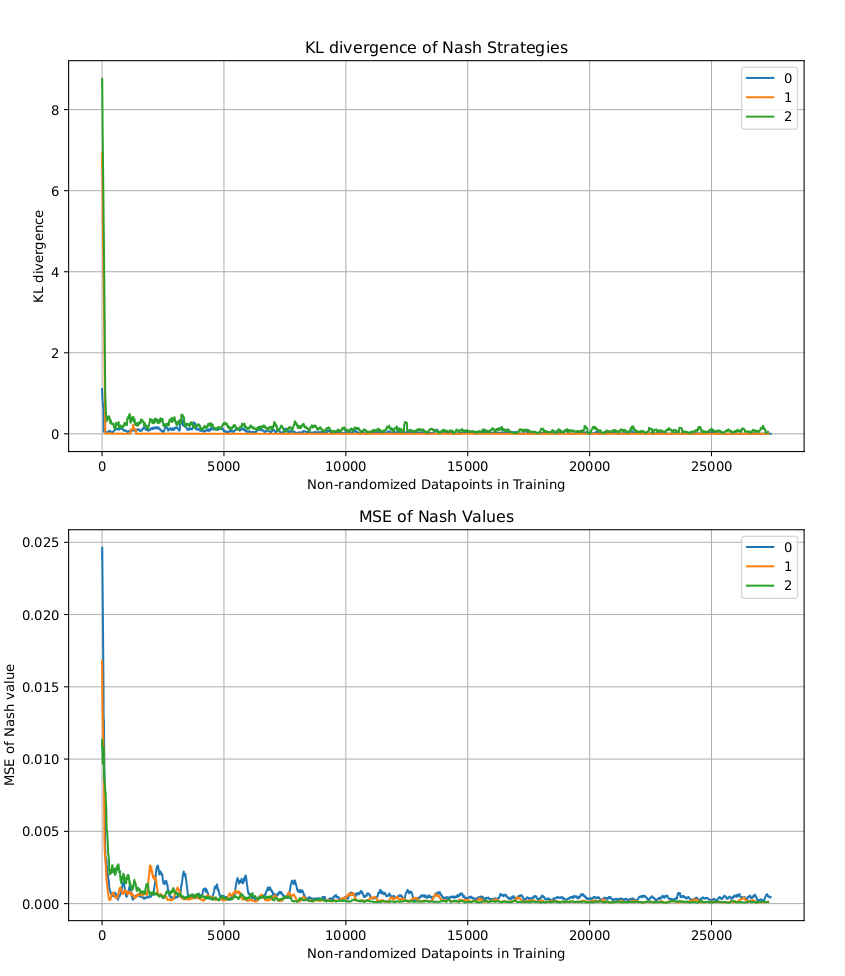 KL divergence of Nash Strategies
0
1
2
8
6
4
2
0
KL divergence
0 5000 10000 15000 20000 25000
Non-randomized Datapoints in Training
MSE of Nash Values
0
1
2
0.025
0.020
0.015
0.010
0.005
0.000
MSE of Nash value
0 5000 10000 15000 20000 25000
Non-randomized Datapoints in Training